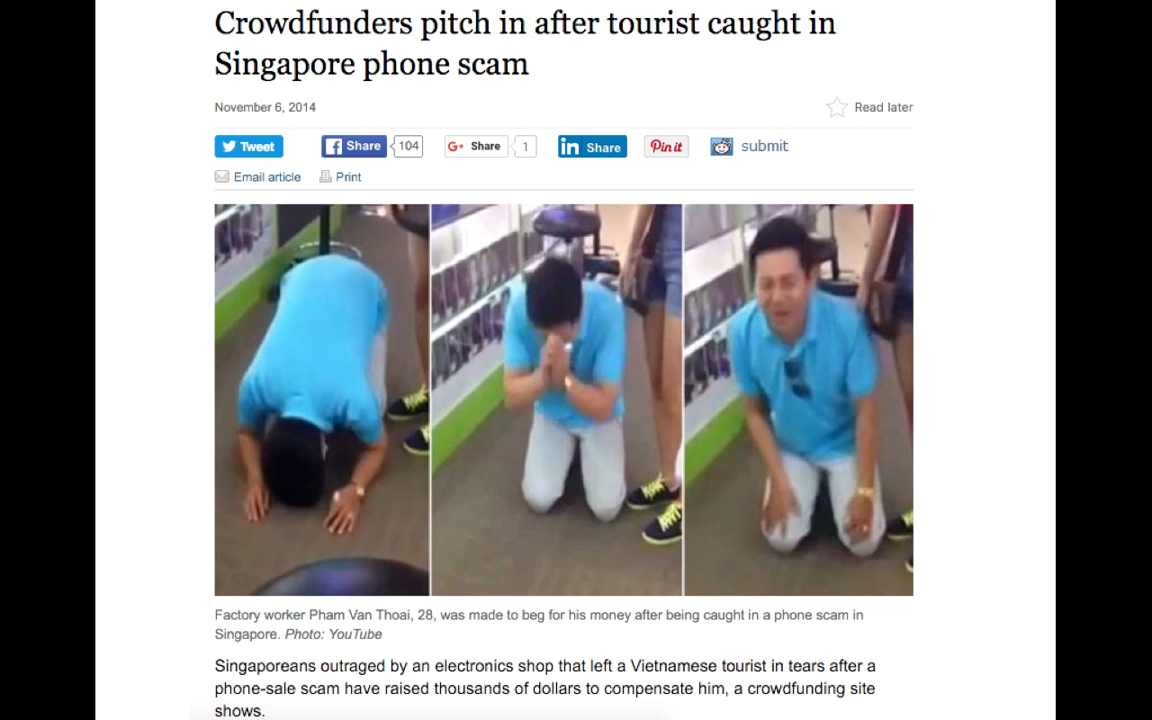 Crowdfunders pitch in after tourist caught in
Singapore phone scam
November 6, 2014
Read later
Tweet
Share 104
G+ Share 1
in Share
Pin it
submit
Email article
Print
Factory worker Pham Van Thoai, 28, was made to beg for his money after being caught in a phone scam in
Singapore. Photo: YouTube
Singaporeans outraged by an electronics shop that left a Vietnamese tourist in tears after a
phone-sale scam have raised thousands of dollars to compensate him, a crowdfunding site
shows.